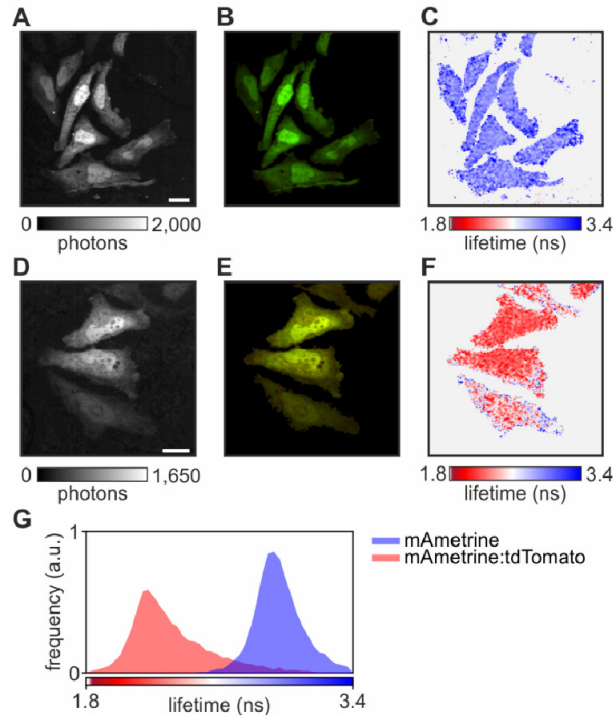 A B C
0 2,000 1.8 3.4
photons lifetime (ns)
D E F
0 1,650 1.8 3.4
photons lifetime (ns)
G
1
frequency (a.u.)
0
1.8 3.4
lifetime (ns)
mAmetrine
mAmetrine:tdTomato